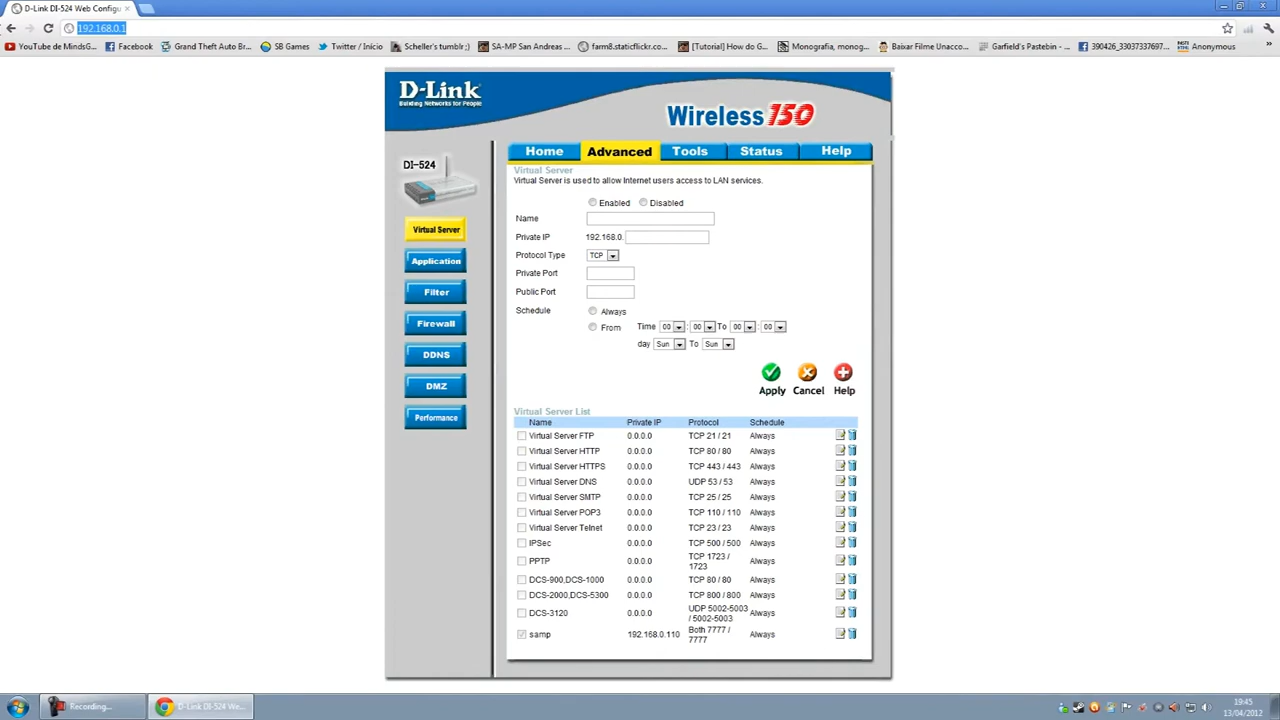 D-Link DI-524 Web Configu
192.168.0.1
YouTube de MindsG... Facebook Grand Theft Auto Br... SB Games Twitter / Início Scheller's tumblr ;) SA-MP San Andreas ... farm8.staticflickr.c... [Tutorial] How do G... Monografia, monog... Baixar Filme Unacco... Garfield's Pastebin - ... 390426_33037337697... Anonymous »
D-Link
Building Networks for People
Wireless 150
DI-524
Home Advanced Tools Status Help
Virtual Server
Virtual Server is used to allow Internet users access to LAN services.
Enabled Disabled
Name
Private IP 192.168.0.
Protocol Type TCP
Private Port
Public Port
Schedule Always
From Time 00 : 00 To 00 : 00
day Sun To Sun
Apply Cancel Help
Virtual Server
Application
Filter
Firewall
DDNS
DMZ
Performance
Virtual Server List
Name Private IP Protocol Schedule
Virtual Server FTP 0.0.0.0 TCP 21 / 21 Always
Virtual Server HTTP 0.0.0.0 TCP 80 / 80 Always
Virtual Server HTTPS 0.0.0.0 TCP 443 / 443 Always
Virtual Server DNS 0.0.0.0 UDP 53 / 53 Always
Virtual Server SMTP 0.0.0.0 TCP 25 / 25 Always
Virtual Server POP3 0.0.0.0 TCP 110 / 110 Always
Virtual Server Telnet 0.0.0.0 TCP 23 / 23 Always
IPSec 0.0.0.0 TCP 500 / 500 Always
PPTP 0.0.0.0 TCP 1723 / 1723 Always
DCS-900,DCS-1000 0.0.0.0 TCP 80 / 80 Always
DCS-2000,DCS-5300 0.0.0.0 TCP 800 / 800 Always
DCS-3120 0.0.0.0 UDP 5002-5003 / 5002-5003 Always
samp 192.168.0.110 Both 7777 / 7777 Always
Recording... D-Link DI-524 We...
19:45
13/04/2012